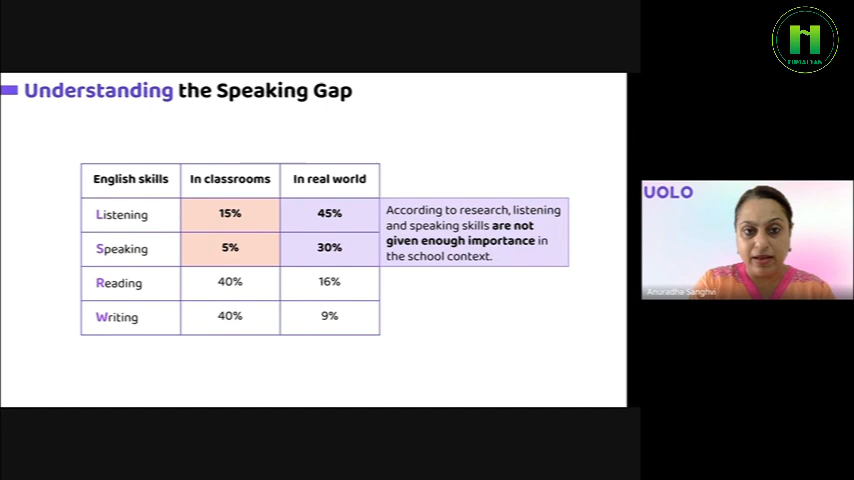 Understanding the Speaking Gap
English skills In classrooms In real world
Listening 15% 45%
Speaking 5% 30%
Reading 40% 16%
Writing 40% 9%
According to research, listening
and speaking skills are not
given enough importance in
the school context.
UOLO
Anuradha Sanghvi